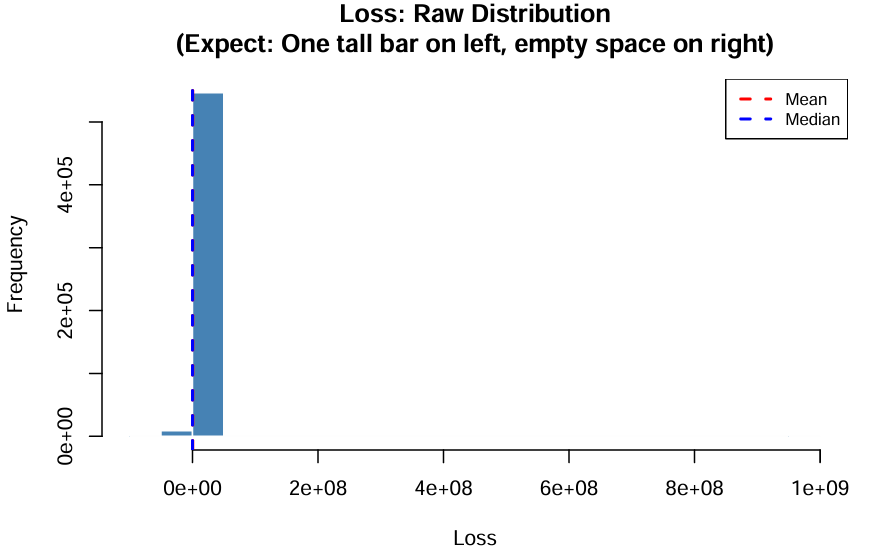 Loss: Raw Distribution
(Expect: One tall bar on left, empty space on right)
Mean
Median
Frequency
4e+05
2e+05
0e+00
0e+00 2e+08 4e+08 6e+08 8e+08 1e+09
Loss